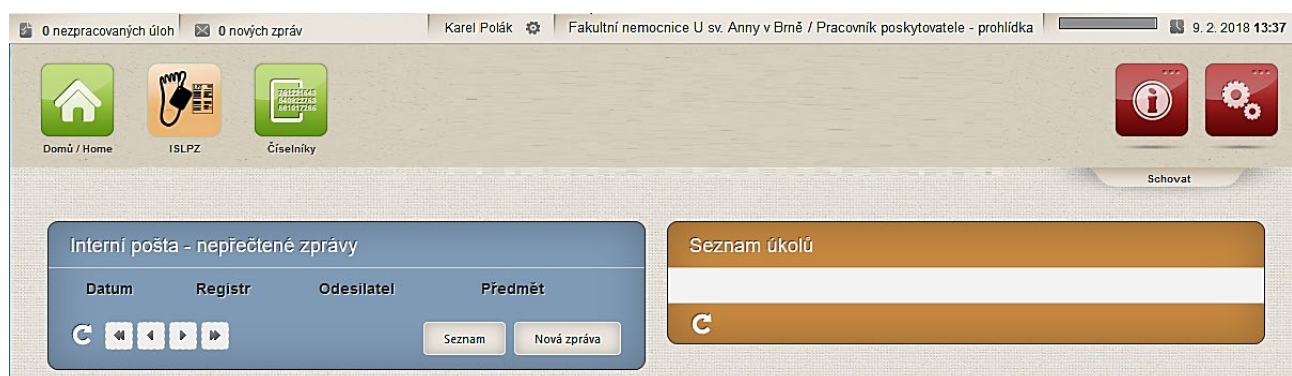 0 nezpracovaných úloh 0 nových zpráv Karel Polák Fakultní nemocnice U sv. Anny v Brně / Pracovník poskytovatele - prohlídka 9. 2. 2018 13:37
Domů / Home ISLPZ Číselníky
Schovat
Interní pošta - nepřečtené zprávy
Datum Registr Odesilatel Předmět
Seznam Nová zpráva
Seznam úkolů